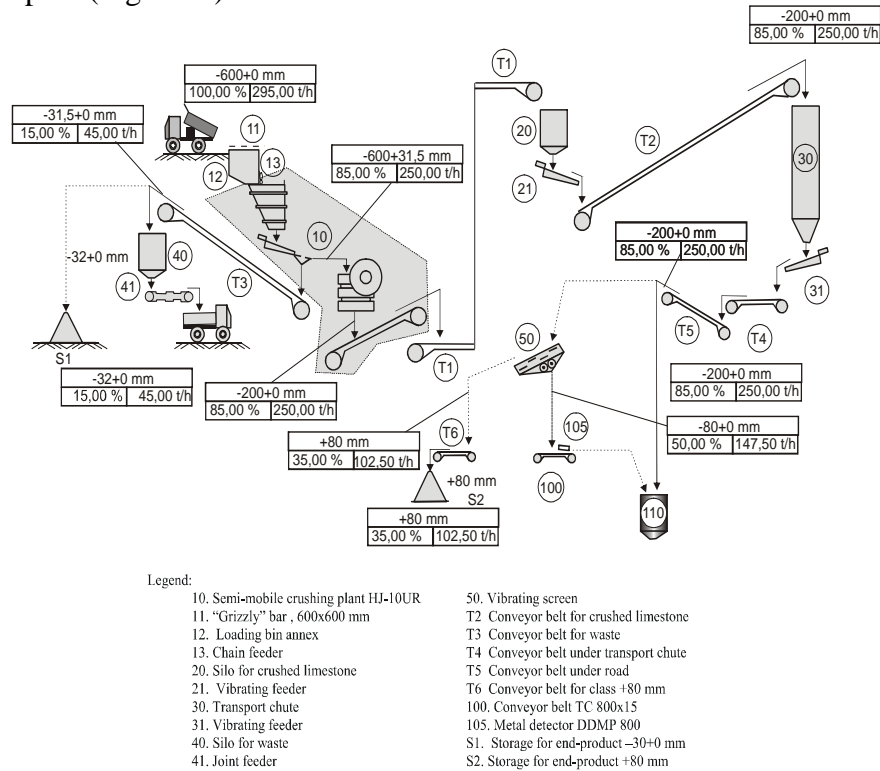 -200+0 mm
85,00 % 250,00 t/h
T1
-600+0 mm
100,00 % 295,00 t/h
-31,5+0 mm
15,00 % 45,00 t/h
11
20
T2
30
12
13
-600+31,5 mm
85,00 % 250,00 t/h
21
10
-200+0 mm
85,00 % 250,00 t/h
-32+0 mm
40
41
T3
31
T5
T4
S1
50
T1
-32+0 mm
15,00 % 45,00 t/h
-200+0 mm
85,00 % 250,00 t/h
-200+0 mm
85,00 % 250,00 t/h
-80+0 mm
50,00 % 147,50 t/h
+80 mm
35,00 % 102,50 t/h
T6
105
+80 mm
S2
100
110
+80 mm
35,00 % 102,50 t/h
Legend:
10. Semi-mobile crushing plant HJ-10UR
11. “Grizzly” bar , 600x600 mm
12. Loading bin annex
13. Chain feeder
20. Silo for crushed limestone
21. Vibrating feeder
30. Transport chute
31. Vibrating feeder
40. Silo for waste
41. Joint feeder
50. Vibrating screen
T2 Conveyor belt for crushed limestone
T3 Conveyor belt for waste
T4 Conveyor belt under transport chute
T5 Conveyor belt under road
T6 Conveyor belt for class +80 mm
100. Conveyor belt TC 800x15
105. Metal detector DDMP 800
S1. Storage for end-product –30+0 mm
S2. Storage for end-product +80 mm